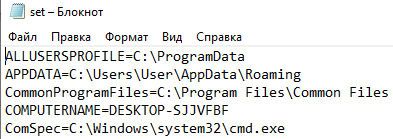 set – Блокнот
Файл Правка Формат Вид Справка
ALLUSERSPROFILE=C:\ProgramData
APPDATA=C:\Users\User\AppData\Roaming
CommonProgramFiles=C:\Program Files\Common Files
COMPUTERNAME=DESKTOP-SJJVFBF
ComSpec=C:\Windows\system32\cmd.exe